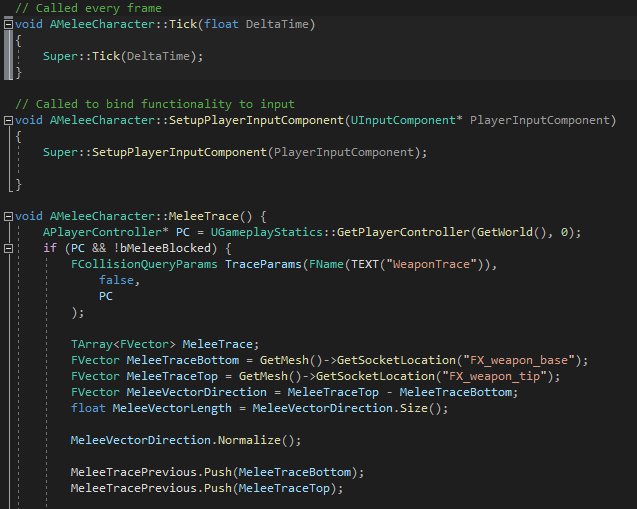 // Called every frame
void AMeleeCharacter::Tick(float DeltaTime)
{
    Super::Tick(DeltaTime);
}

// Called to bind functionality to input
void AMeleeCharacter::SetupPlayerInputComponent(UInputComponent* PlayerInputComponent)
{
    Super::SetupPlayerInputComponent(PlayerInputComponent);

}

void AMeleeCharacter::MeleeTrace() {
    APlayerController* PC = UGameplayStatics::GetPlayerController(GetWorld(), 0);
    if (PC && !bMeleeBlocked) {
        FCollisionQueryParams TraceParams(FName(TEXT("WeaponTrace")),
            false,
            PC
        );

        TArray<FVector> MeleeTrace;
        FVector MeleeTraceBottom = GetMesh()->GetSocketLocation("FX_weapon_base");
        FVector MeleeTraceTop = GetMesh()->GetSocketLocation("FX_weapon_tip");
        FVector MeleeVectorDirection = MeleeTraceTop - MeleeTraceBottom;
        float MeleeVectorLength = MeleeVectorDirection.Size();

        MeleeVectorDirection.Normalize();

        MeleeTracePrevious.Push(MeleeTraceBottom);
        MeleeTracePrevious.Push(MeleeTraceTop);